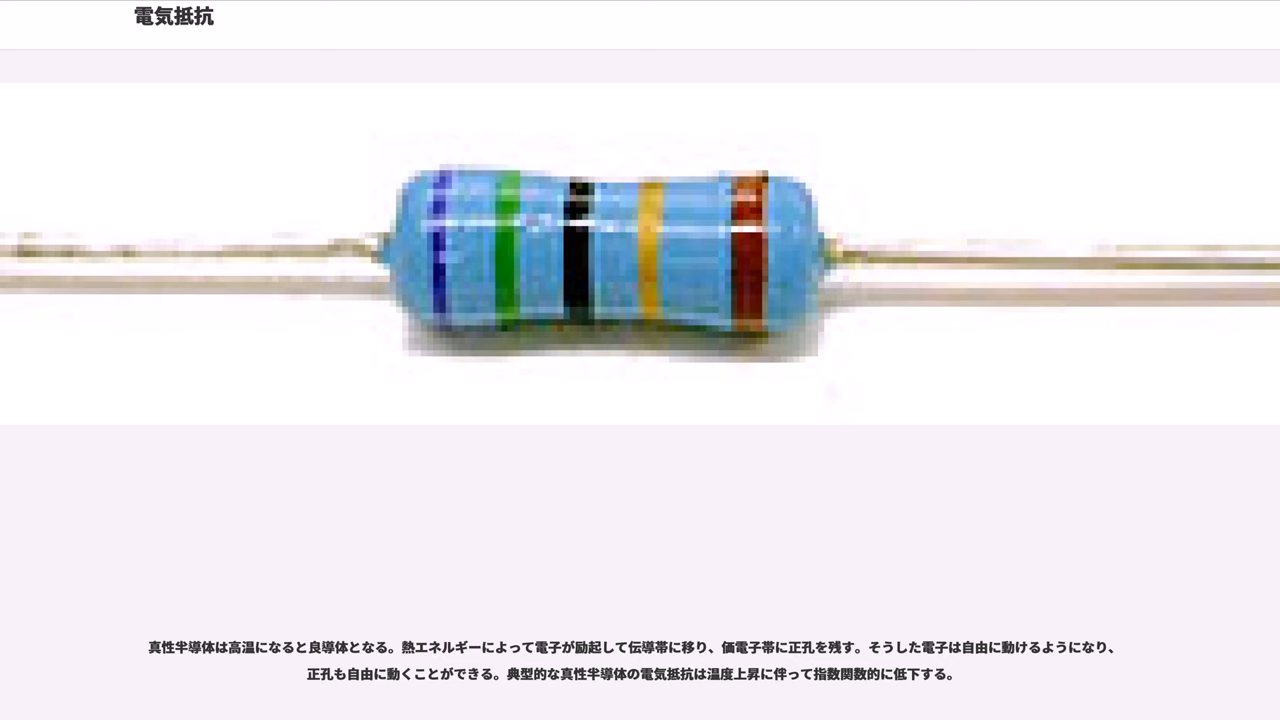 電気抵抗
真性半導体は高温になると良導体となる。熱エネルギーによって電子が励起して伝導帯に移り、価電子帯に正孔を残す。そうした電子は自由に動けるようになり、
正孔も自由に動くことができる。典型的な真性半導体の電気抵抗は温度上昇に伴って指数関数的に低下する。